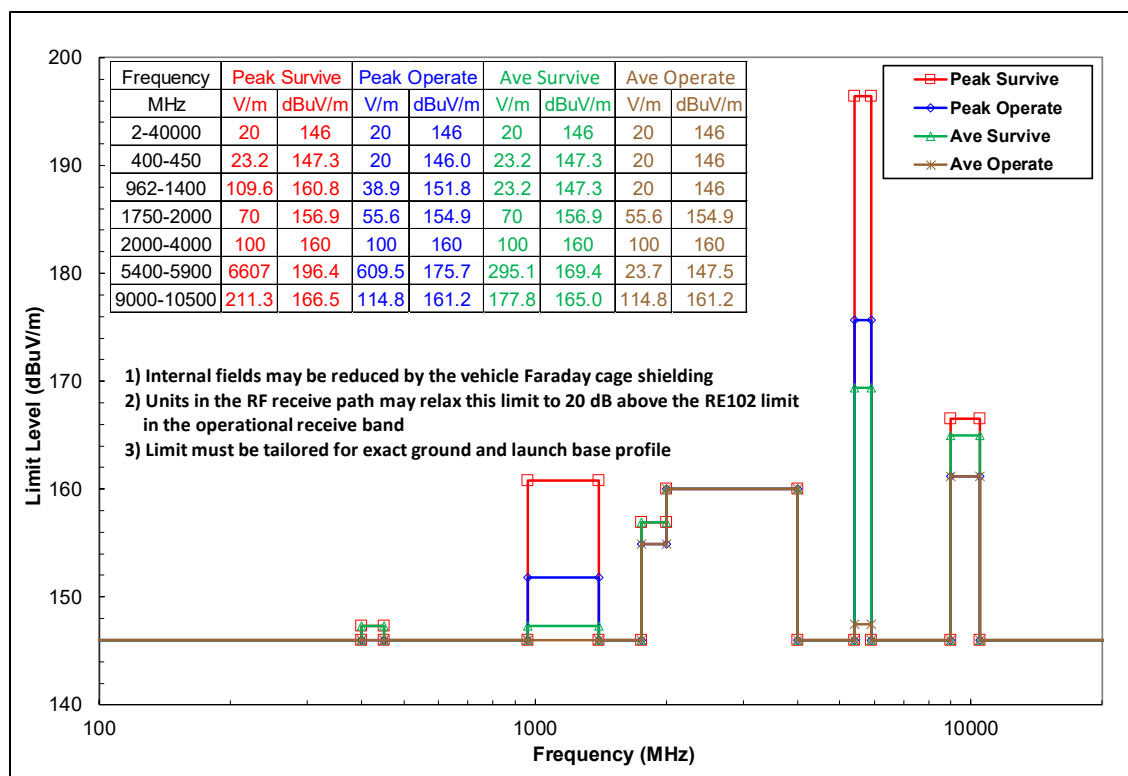 200
190
180
170
160
150
140
Limit Level (dBuV/m)
Frequency Peak Survive Peak Operate Ave Survive Ave Operate
MHz V/m dBuV/m V/m dBuV/m V/m dBuV/m V/m dBuV/m
2-40000 20 146 20 146 20 146 20 146
400-450 23.2 147.3 20 146.0 23.2 147.3 20 146
962-1400 109.6 160.8 38.9 151.8 23.2 147.3 20 146
1750-2000 70 156.9 55.6 154.9 70 156.9 55.6 154.9
2000-4000 100 160 100 160 100 160 100 160
5400-5900 6607 196.4 609.5 175.7 295.1 169.4 23.7 147.5
9000-10500 211.3 166.5 114.8 161.2 177.8 165.0 114.8 161.2
Peak Survive
Peak Operate
Ave Survive
Ave Operate
1) Internal fields may be reduced by the vehicle Faraday cage shielding
2) Units in the RF receive path may relax this limit to 20 dB above the RE102 limit
in the operational receive band
3) Limit must be tailored for exact ground and launch base profile
100 1000 10000
Frequency (MHz)